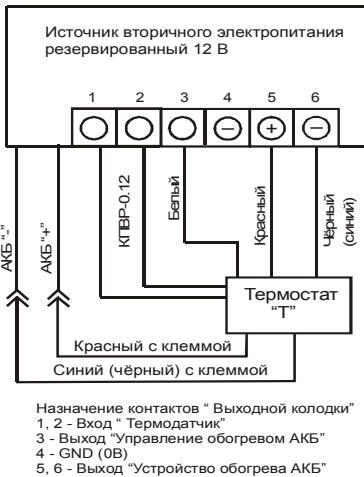 Источник вторичного электропитания
резервированный 12 В
1 2 3 4 5 6
– + –
АКБ “-”
АКБ “+”
КПВР-0.12
Белый
Красный
Чёрный
(синий)
Термостат
“Т”
Красный с клеммой
Синий (чёрный) с клеммой
Назначение контактов “ Выходной колодки”
1, 2 - Вход “ Термодатчик”
3 - Выход “Управление обогревом АКБ”
4 - GND (0В)
5, 6 - Выход “Устройство обогрева АКБ”